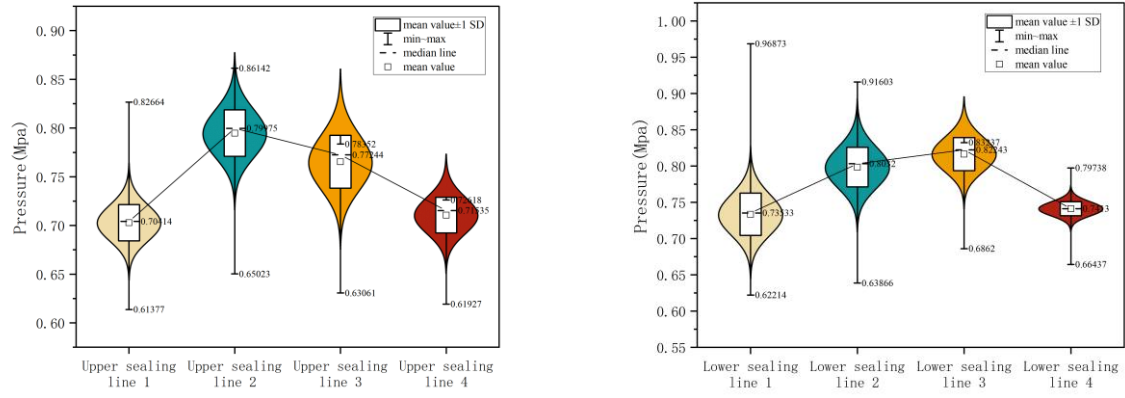 0.90
0.85
0.80
0.75
0.70
0.65
0.60
Pressure(Mpa)
mean value±1 SD
min~max
median line
mean value
0.82664
0.70414
0.61377
0.86142
0.79975
0.65023
0.78352
0.77244
0.63061
0.72618
0.71535
0.61927
Upper sealing
line 1
Upper sealing
line 2
Upper sealing
line 3
Upper sealing
line 4
1.00
0.95
0.90
0.85
0.80
0.75
0.70
0.65
0.60
0.55
Pressure(Mpa)
mean value ±1 SD
min~max
median line
mean value
0.96873
0.73533
0.62214
0.91603
0.8032
0.63866
0.83237
0.82243
0.6862
0.79738
0.66437
Lower sealing
line 1
Lower sealing
line 2
Lower sealing
line 3
Lower sealing
line 4